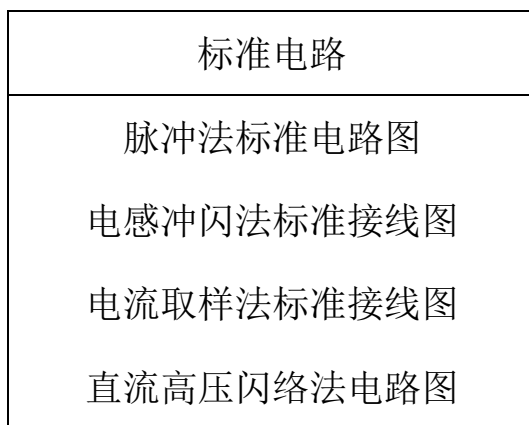 标准电路
脉冲法标准电路图
电感冲闪法标准接线图
电流取样法标准接线图
直流高压闪络法电路图